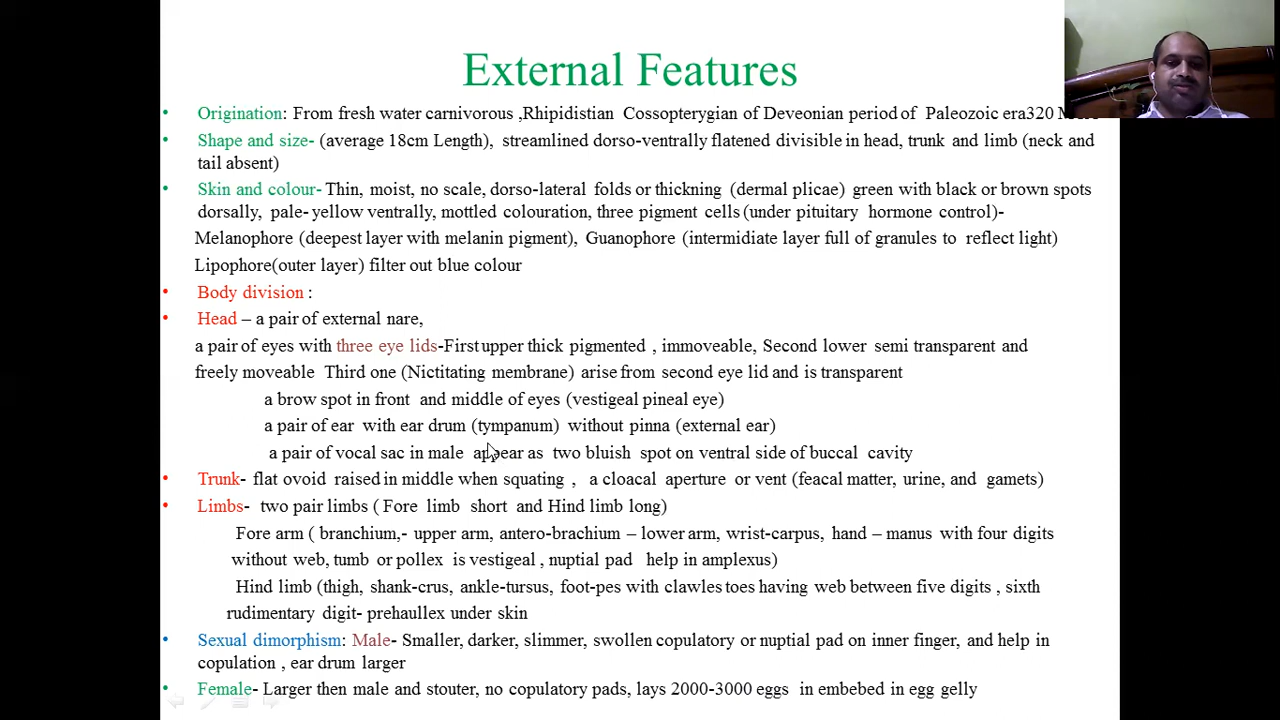 External Features
• Origination: From fresh water carnivorous ,Rhipidistian Cossopterygian of Deveonian period of Paleozoic era320
• Shape and size- (average 18cm Length), streamlined dorso-ventrally flatened divisible in head, trunk and limb (neck and
tail absent)
• Skin and colour- Thin, moist, no scale, dorso-lateral folds or thickning (dermal plicae) green with black or brown spots
dorsally, pale- yellow ventrally, mottled colouration, three pigment cells (under pituitary hormone control)-
Melanophore (deepest layer with melanin pigment), Guanophore (intermidiate layer full of granules to reflect light)
Lipophore(outer layer) filter out blue colour
• Body division :
• Head – a pair of external nare,
a pair of eyes with three eye lids-First upper thick pigmented , immoveable, Second lower semi transparent and
freely moveable Third one (Nictitating membrane) arise from second eye lid and is transparent
a brow spot in front and middle of eyes (vestigeal pineal eye)
a pair of ear with ear drum (tympanum) without pinna (external ear)
a pair of vocal sac in male appear as two bluish spot on ventral side of buccal cavity
• Trunk- flat ovoid raised in middle when squating , a cloacal aperture or vent (feacal matter, urine, and gamets)
• Limbs- two pair limbs ( Fore limb short and Hind limb long)
Fore arm ( branchium,- upper arm, antero-brachium – lower arm, wrist-carpus, hand – manus with four digits
without web, tumb or pollex is vestigeal , nuptial pad help in amplexus)
Hind limb (thigh, shank-crus, ankle-tursus, foot-pes with clawles toes having web between five digits , sixth
rudimentary digit- prehaullex under skin
• Sexual dimorphism: Male- Smaller, darker, slimmer, swollen copulatory or nuptial pad on inner finger, and help in
copulation , ear drum larger
• Female- Larger then male and stouter, no copulatory pads, lays 2000-3000 eggs in embebed in egg gelly